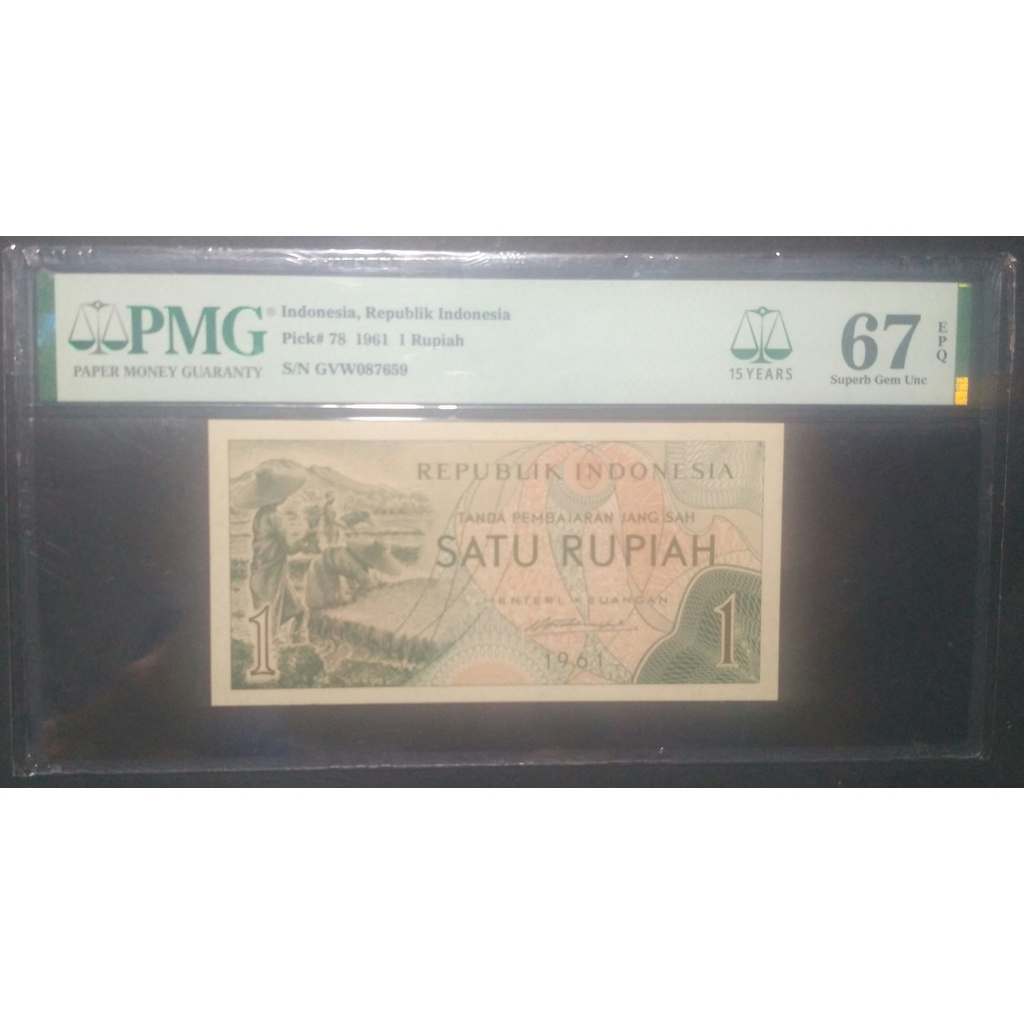 PMG®
PAPER MONEY GUARANTY
Indonesia, Republik Indonesia
Pick# 78 1961 1 Rupiah
S/N GVW087659
15 YEARS
67
EPQ
Superb Gem Unc
REPUBLIK INDONESIA
TANDA PEMBAJARAN JANG SAH
SATU RUPIAH
MENTERI KEUANGAN
1961
1
1